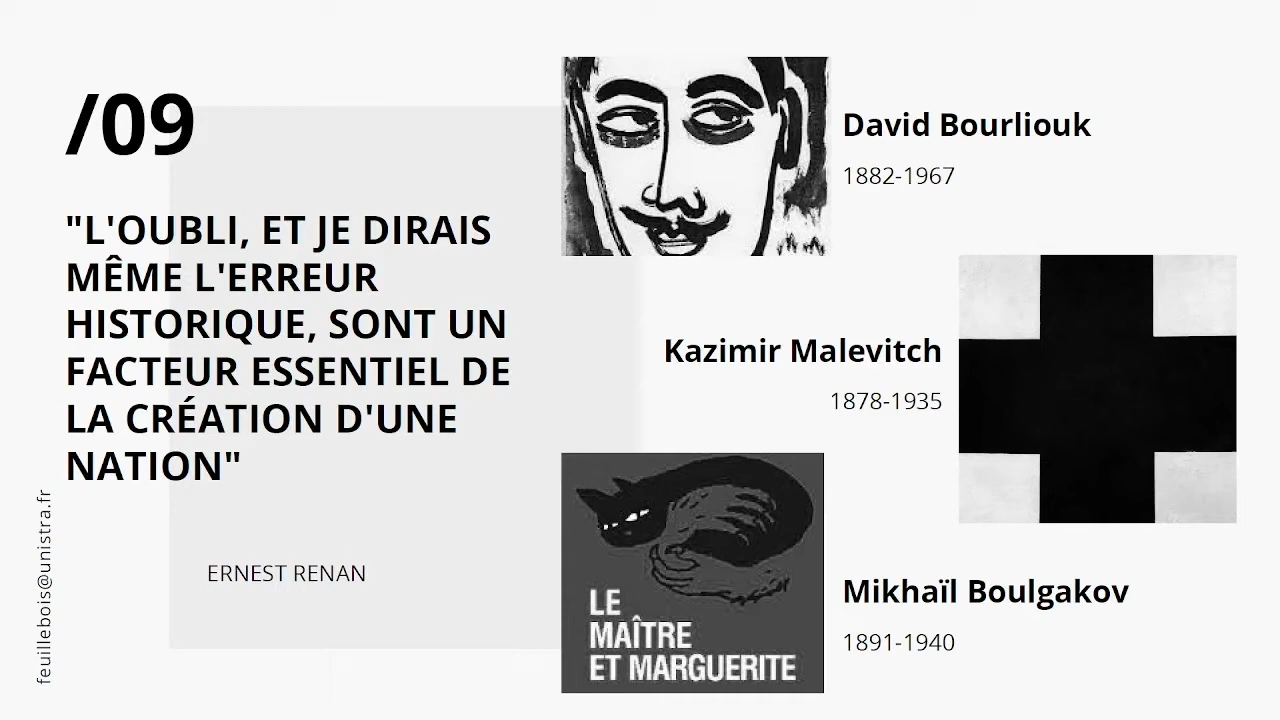 /09
"L'OUBLI, ET JE DIRAIS
MÊME L'ERREUR
HISTORIQUE, SONT UN
FACTEUR ESSENTIEL DE
LA CRÉATION D'UNE
NATION"
ERNEST RENAN
feuillebois@unistra.fr
David Bourliouk
1882-1967
Kazimir Malevitch
1878-1935
LE
MAÎTRE
ET MARGUERITE
Mikhaïl Boulgakov
1891-1940